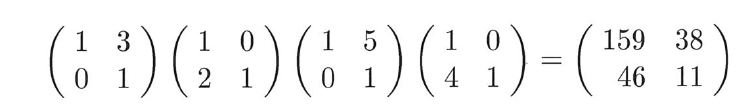 ( 1 3 ) ( 1 0 ) ( 1 5 ) ( 1 0 ) = ( 159 38 )
( 0 1 ) ( 2 1 ) ( 0 1 ) ( 4 1 )   ( 46 11 )